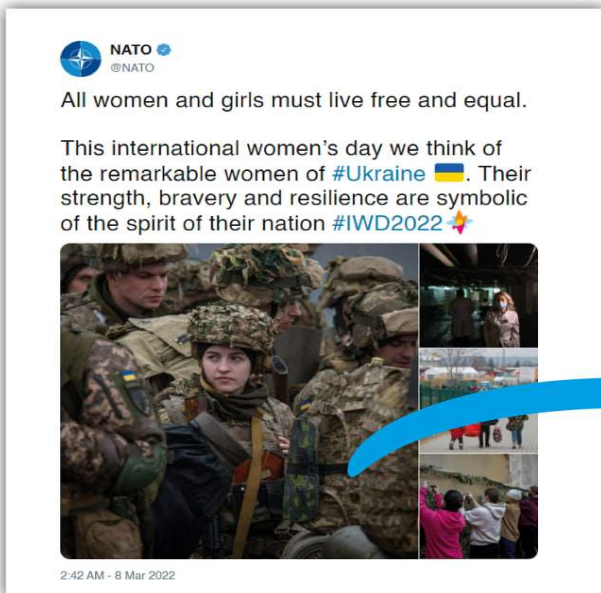 NATO
@NATO
All women and girls must live free and equal.
This international women's day we think of
the remarkable women of #Ukraine 🇺🇦. Their
strength, bravery and resilience are symbolic
of the spirit of their nation #IWD2022
2:42 AM - 8 Mar 2022